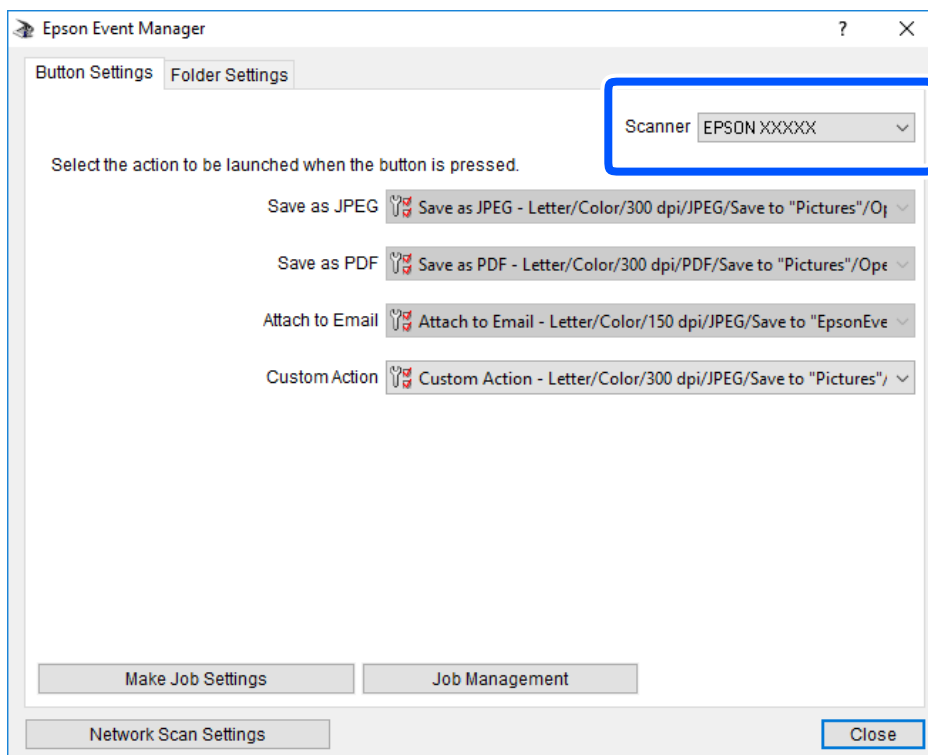 Epson Event Manager
Button Settings Folder Settings
Scanner EPSON XXXXX
Select the action to be launched when the button is pressed.
Save as JPEG Save as JPEG - Letter/Color/300 dpi/JPEG/Save to "Pictures"/Op
Save as PDF Save as PDF - Letter/Color/300 dpi/PDF/Save to "Pictures"/Ope
Attach to Email Attach to Email - Letter/Color/150 dpi/JPEG/Save to "EpsonEve
Custom Action Custom Action - Letter/Color/300 dpi/JPEG/Save to "Pictures"/
Make Job Settings Job Management
Network Scan Settings Close